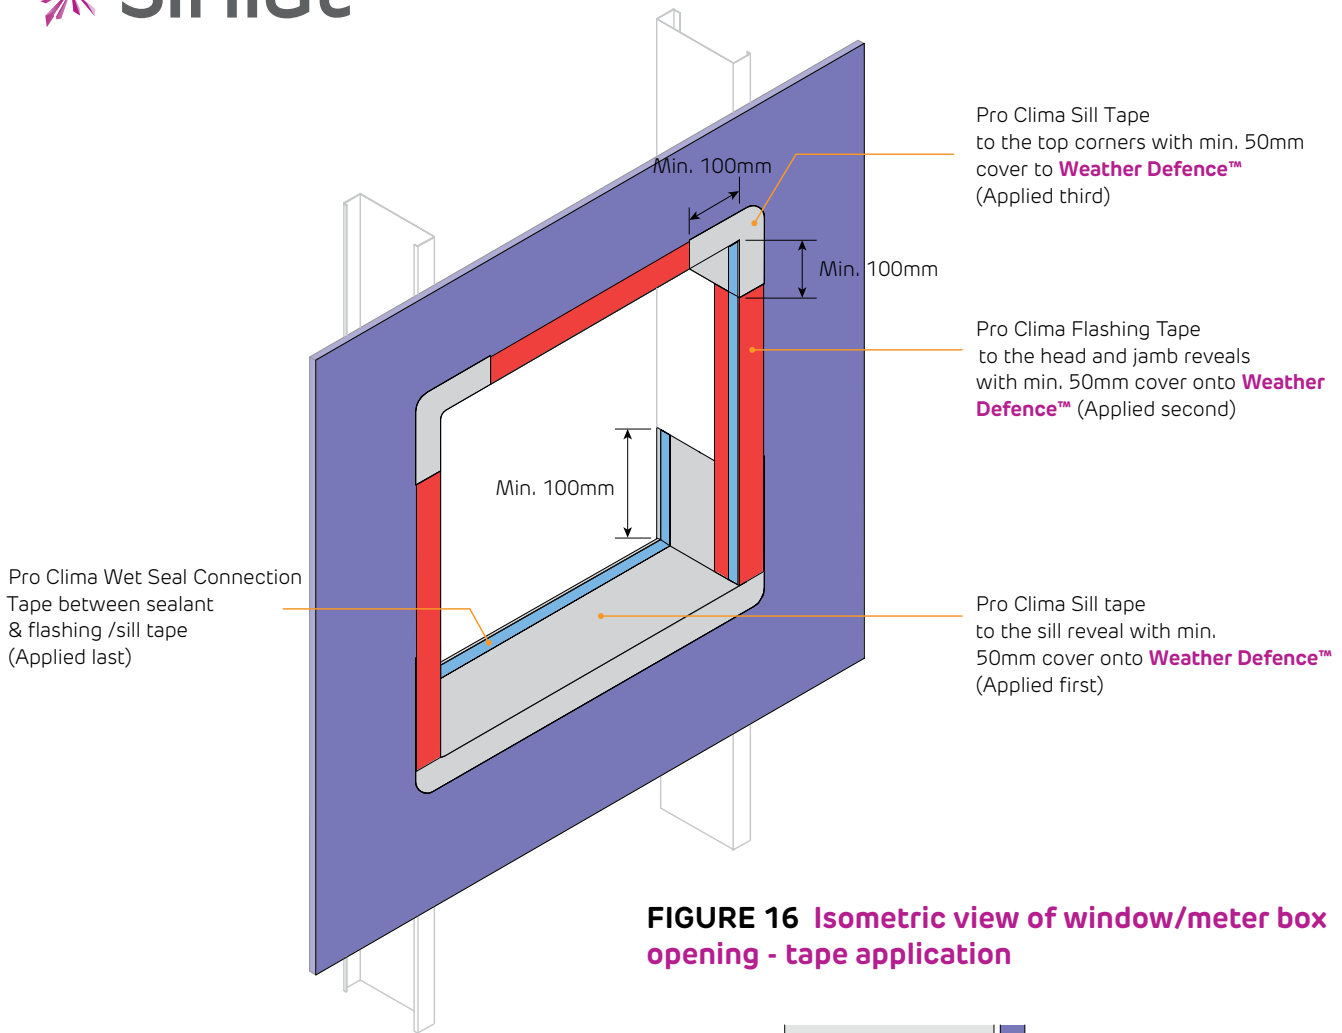 Pro Clima Sill Tape
to the top corners with min. 50mm
cover to Weather Defence™
(Applied third)
Min. 100mm
Min. 100mm
Pro Clima Flashing Tape
to the head and jamb reveals
with min. 50mm cover onto Weather
Defence™ (Applied second)
Min. 100mm
Pro Clima Wet Seal Connection
Tape between sealant
& flashing /sill tape
(Applied last)
Pro Clima Sill tape
to the sill reveal with min.
50mm cover onto Weather Defence™
(Applied first)
FIGURE 16 Isometric view of window/meter box
opening - tape application